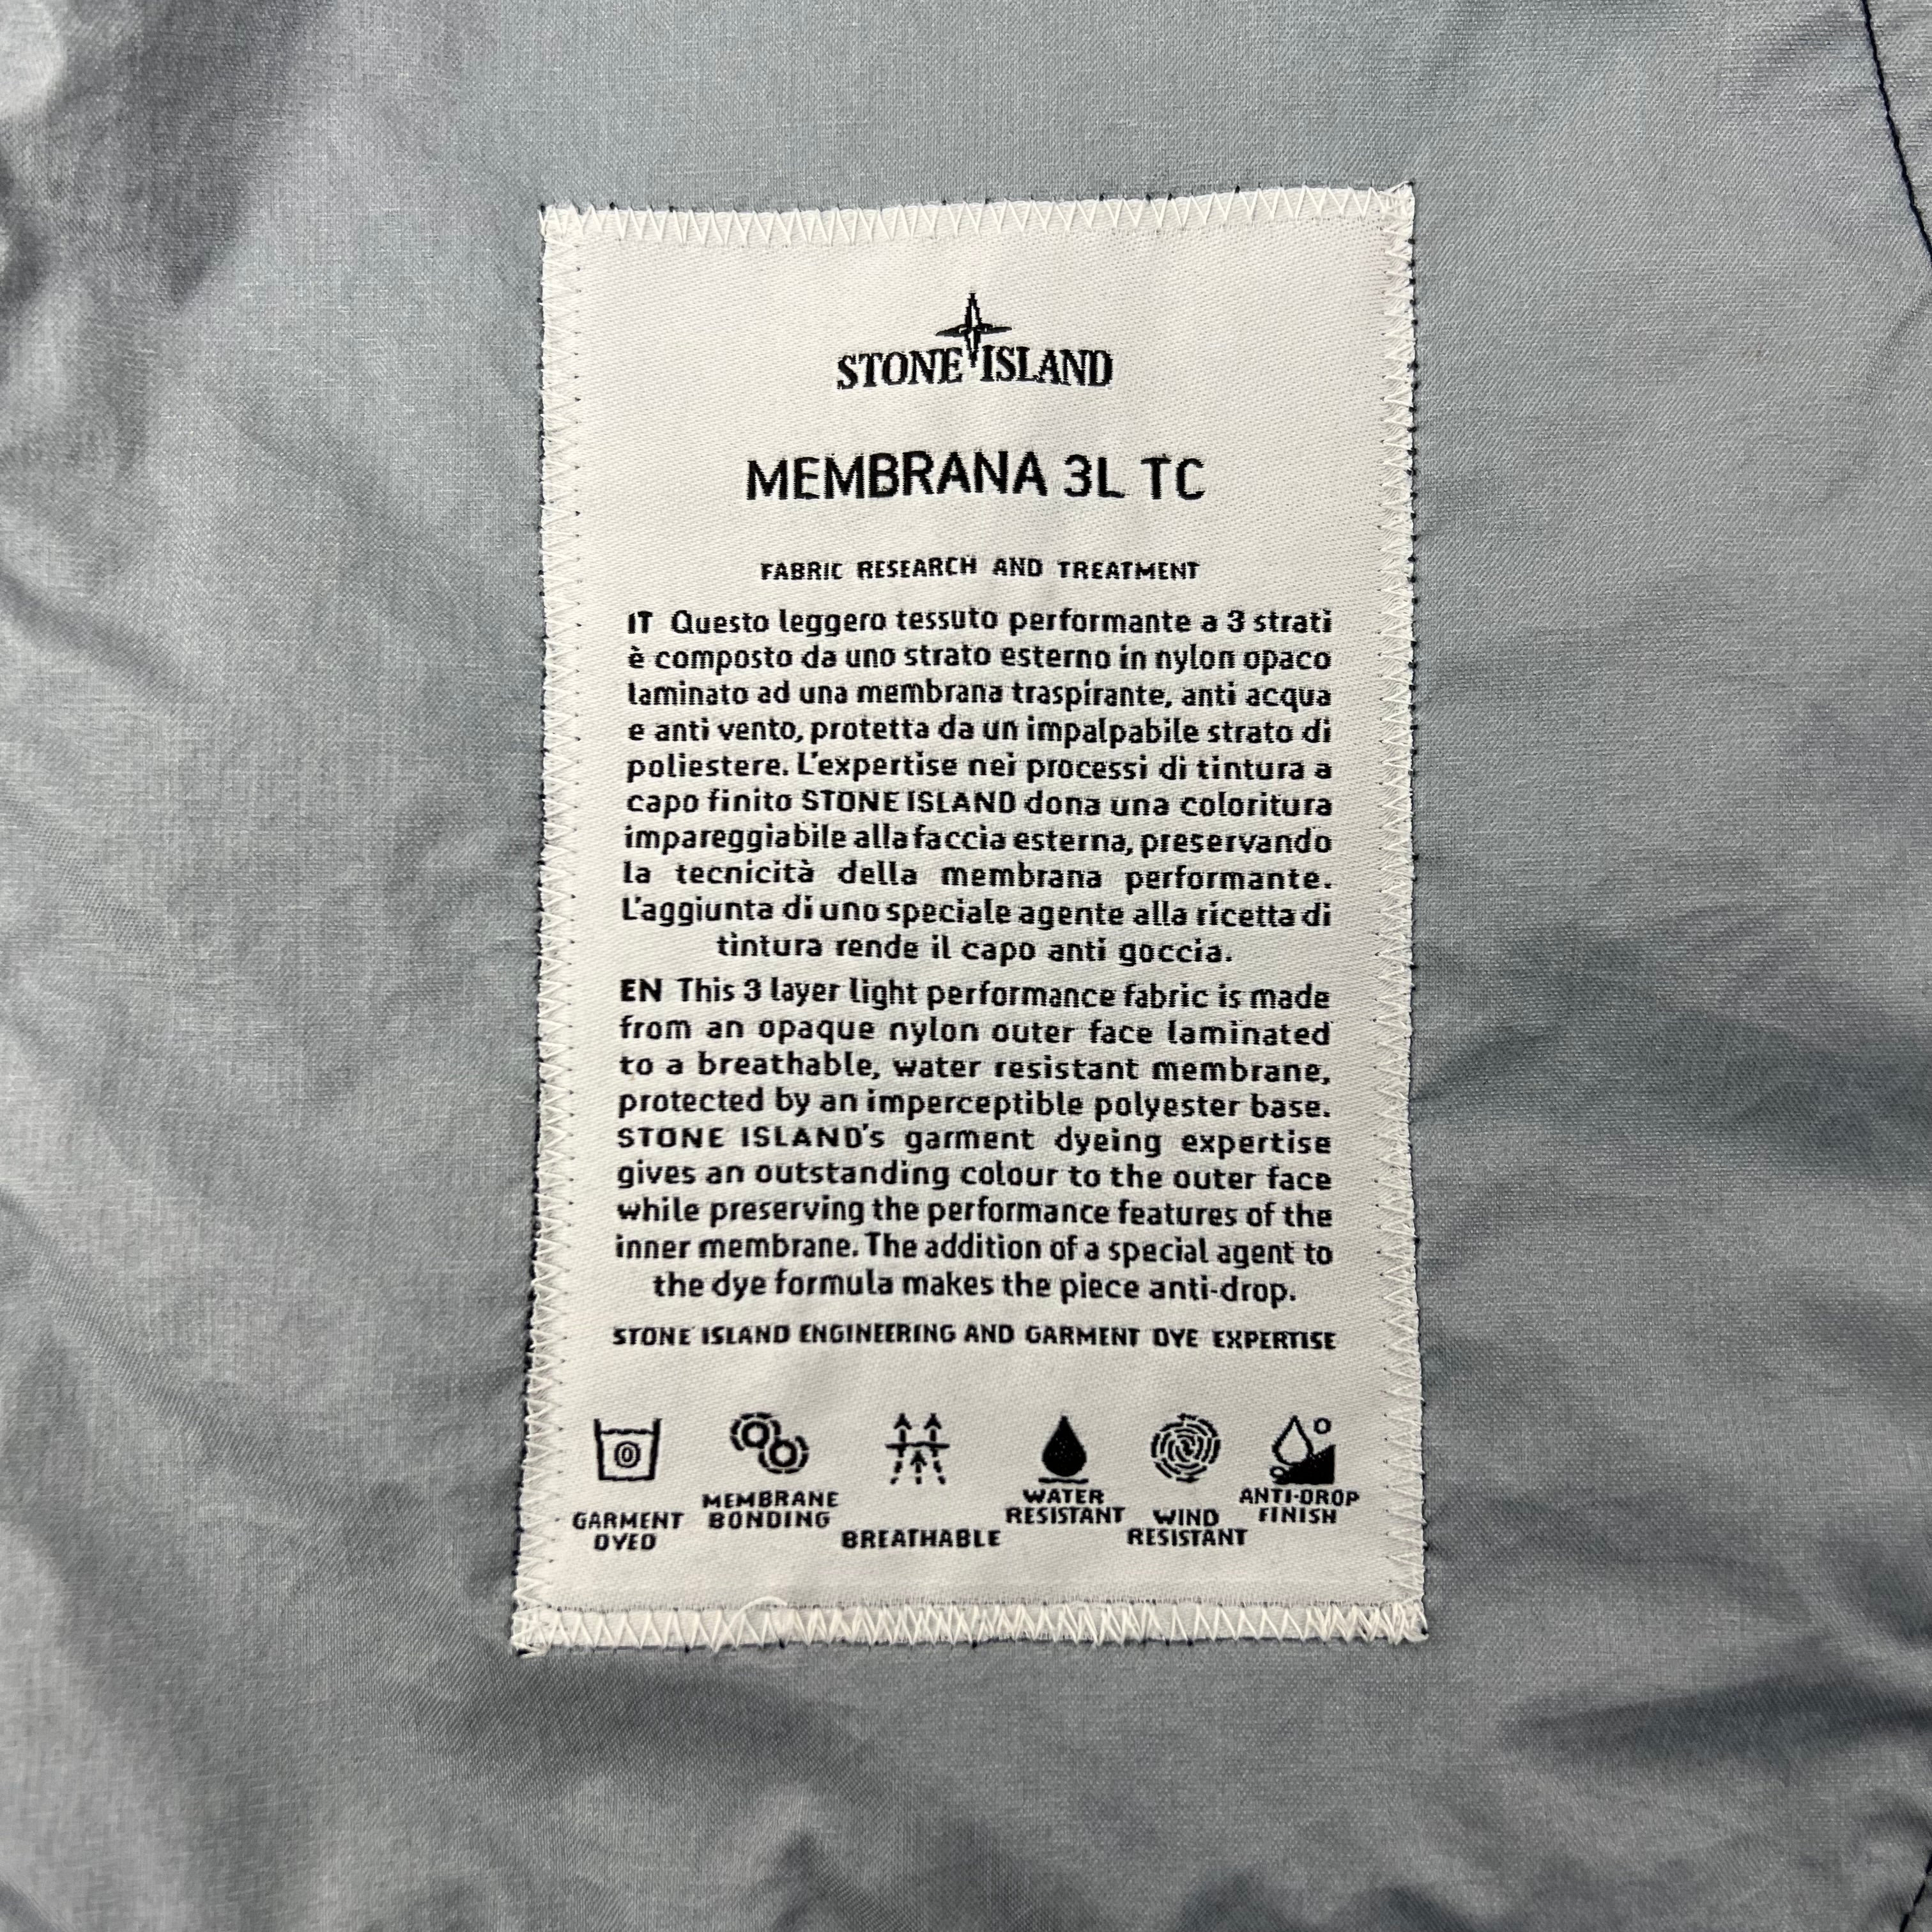 STONE ISLAND
MEMBRANA 3L TC
FABRIC RESEARCH AND TREATMENT
IT Questo leggero tessuto performante a 3 strati
è composto da uno strato esterno in nylon opaco
laminato ad una membrana traspirante, anti acqua
e anti vento, protetta da un impalpabile strato di
poliestere. L'expertise nei processi di tintura a
capo finito STONE ISLAND dona una coloritura
impareggiabile alla faccia esterna, preservando
la tecnicità della membrana performante.
L'aggiunta di uno speciale agente alla ricetta di
tintura rende il capo anti goccia.
EN This 3 layer light performance fabric is made
from an opaque nylon outer face laminated
to a breathable, water resistant membrane,
protected by an imperceptible polyester base.
STONE ISLAND's garment dyeing expertise
gives an outstanding colour to the outer face
while preserving the performance features of the
inner membrane. The addition of a special agent to
the dye formula makes the piece anti-drop.
STONE ISLAND ENGINEERING AND GARMENT DYE EXPERTISE
GARMENT
DYED
MEMBRANE
BONDING
BREATHABLE
WATER
RESISTANT
WIND
RESISTANT
ANTI-DROP
FINISH